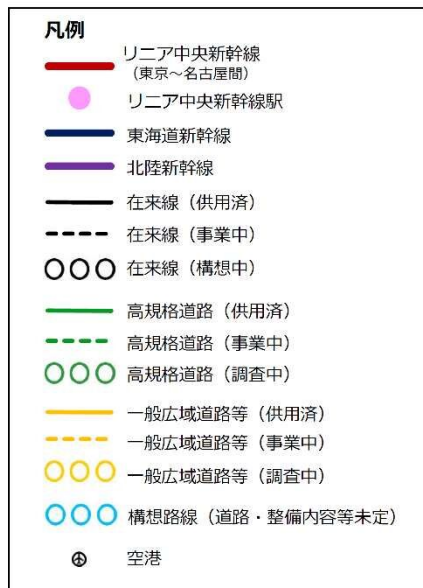 凡例
リニア中央新幹線
（東京～名古屋間）
リニア中央新幹線駅
東海道新幹線
北陸新幹線
在来線（供用済）
在来線（事業中）
在来線（構想中）
高規格道路（供用済）
高規格道路（事業中）
高規格道路（調査中）
一般広域道路等（供用済）
一般広域道路等（事業中）
一般広域道路等（調査中）
構想路線（道路・整備内容等未定）
空港